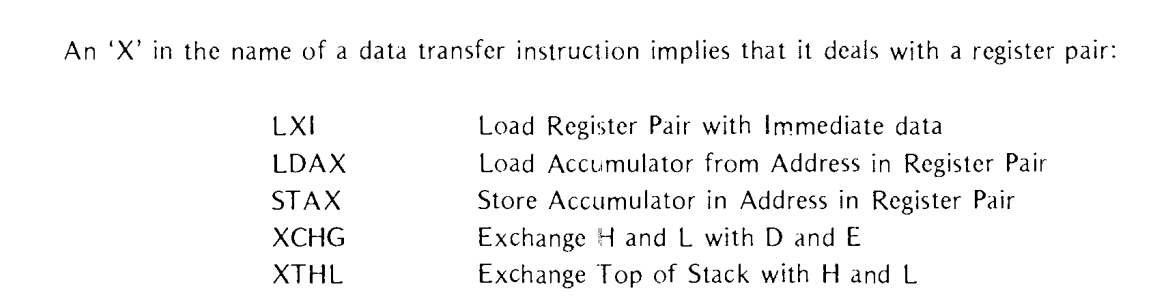 An ‘X’ in the name of a data transfer instruction implies that it deals with a register pair:
LXI Load Register Pair with Immediate data
LDAX Load Accumulator from Address in Register Pair
STAX Store Accumulator in Address in Register Pair
XCHG Exchange H and L with D and E
XTHL Exchange Top of Stack with H and L